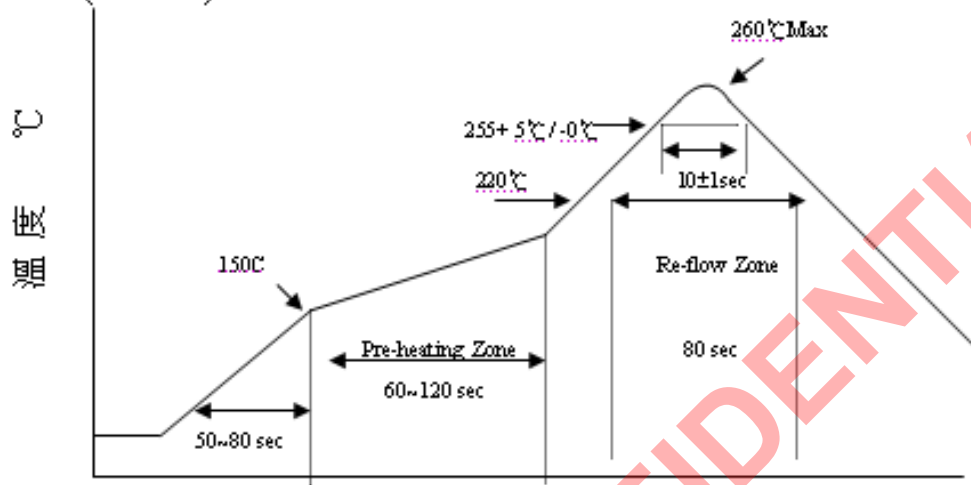 260℃Max
255+ 5℃ / -0℃
10±1sec
220℃
温度 ℃
150C
Re-flow Zone
Pre-heating Zone
80 sec
60~120 sec
50~80 sec